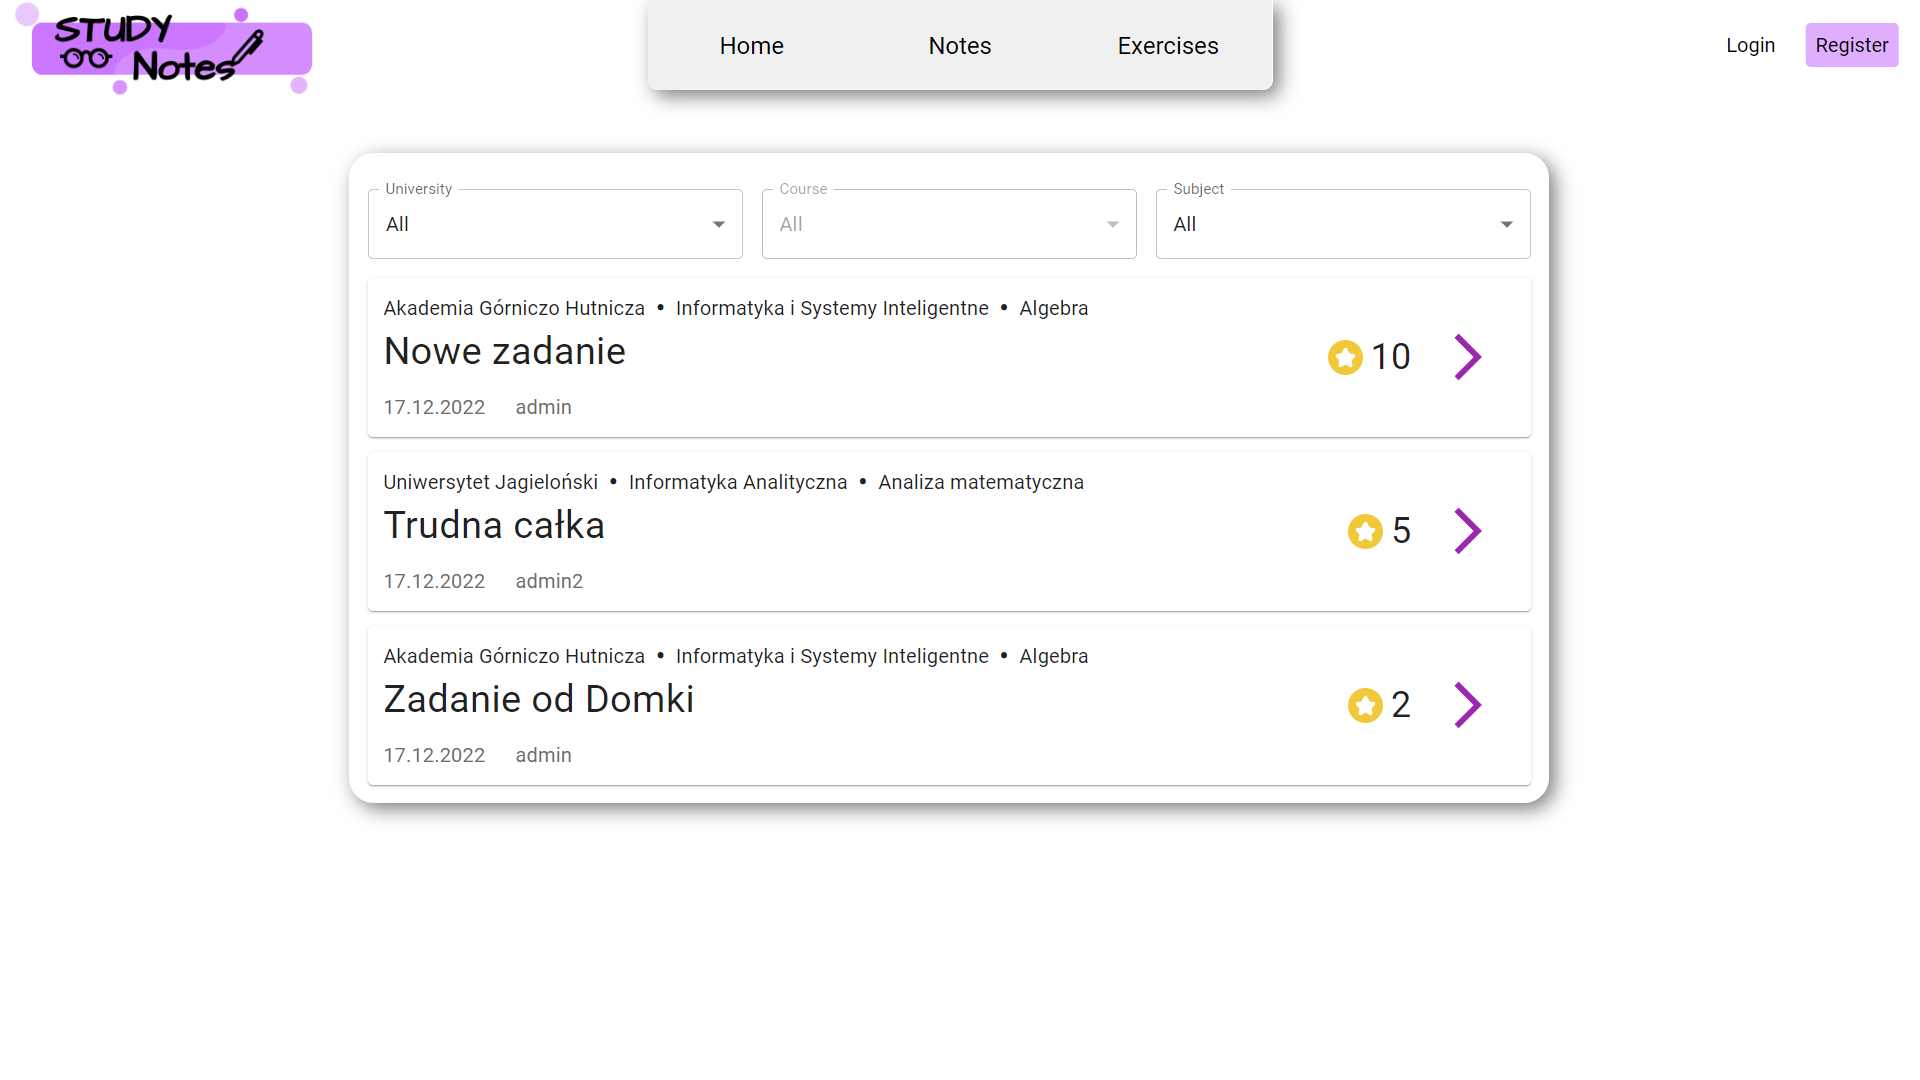 STUDY
Notes
Home
Notes
Exercises
Login
Register
University
All
Course
All
Subject
All
Akademia Górniczo Hutnicza • Informatyka i Systemy Inteligentne • Algebra
Nowe zadanie
10
17.12.2022 admin
Uniwersytet Jagieloński • Informatyka Analityczna • Analiza matematyczna
Trudna całka
5
17.12.2022 admin2
Akademia Górniczo Hutnicza • Informatyka i Systemy Inteligentne • Algebra
Zadanie od Domki
2
17.12.2022 admin